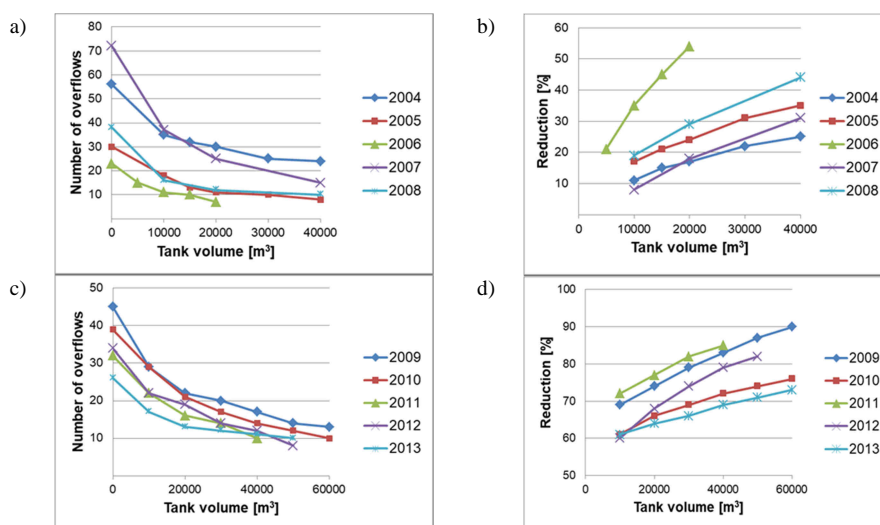 a)
Number of overflows
80
70
60
50
40
30
20
10
0 10000 20000 30000 40000
Tank volume [m³]
2004
2005
2006
2007
2008
b)
Reduction [%]
60
50
40
30
20
10
0 10000 20000 30000 40000
Tank volume [m³]
2004
2005
2006
2007
2008
c)
Number of overflows
50
40
30
20
10
0 20000 40000 60000
Tank volume [m³]
2009
2010
2011
2012
2013
d)
Reduction [%]
100
90
80
70
60
50
0 20000 40000 60000
Tank volume [m³]
2009
2010
2011
2012
2013